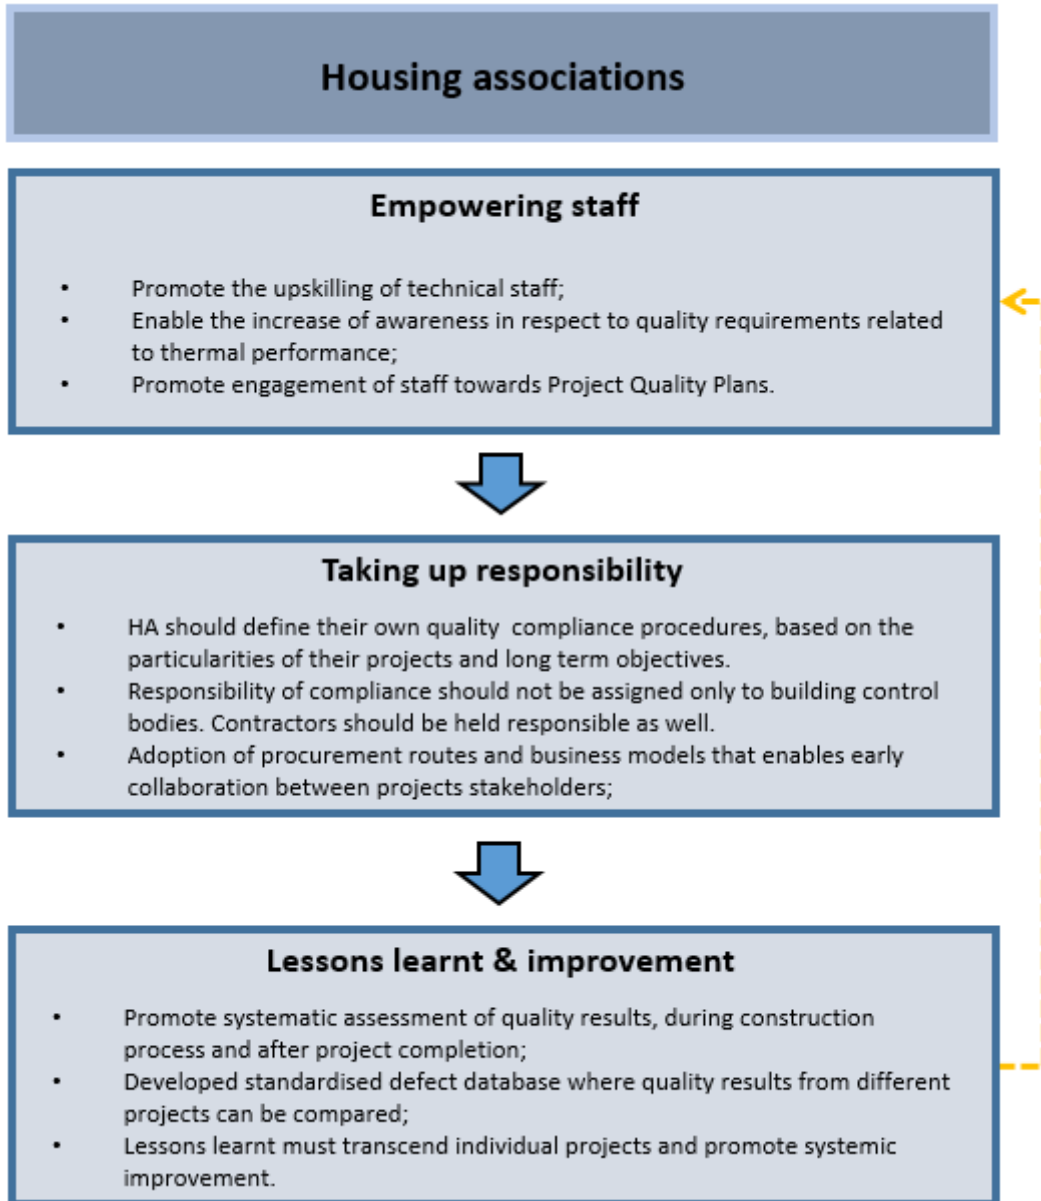 Housing associations
Empowering staff
• Promote the upskilling of technical staff;
• Enable the increase of awareness in respect to quality requirements related
to thermal performance;
• Promote engagement of staff towards Project Quality Plans.
Taking up responsibility
• HA should define their own quality compliance procedures, based on the
particularities of their projects and long term objectives.
• Responsibility of compliance should not be assigned only to building control
bodies. Contractors should be held responsible as well.
• Adoption of procurement routes and business models that enables early
collaboration between projects stakeholders;
Lessons learnt & improvement
• Promote systematic assessment of quality results, during construction
process and after project completion;
• Developed standardised defect database where quality results from different
projects can be compared;
• Lessons learnt must transcend individual projects and promote systemic
improvement.